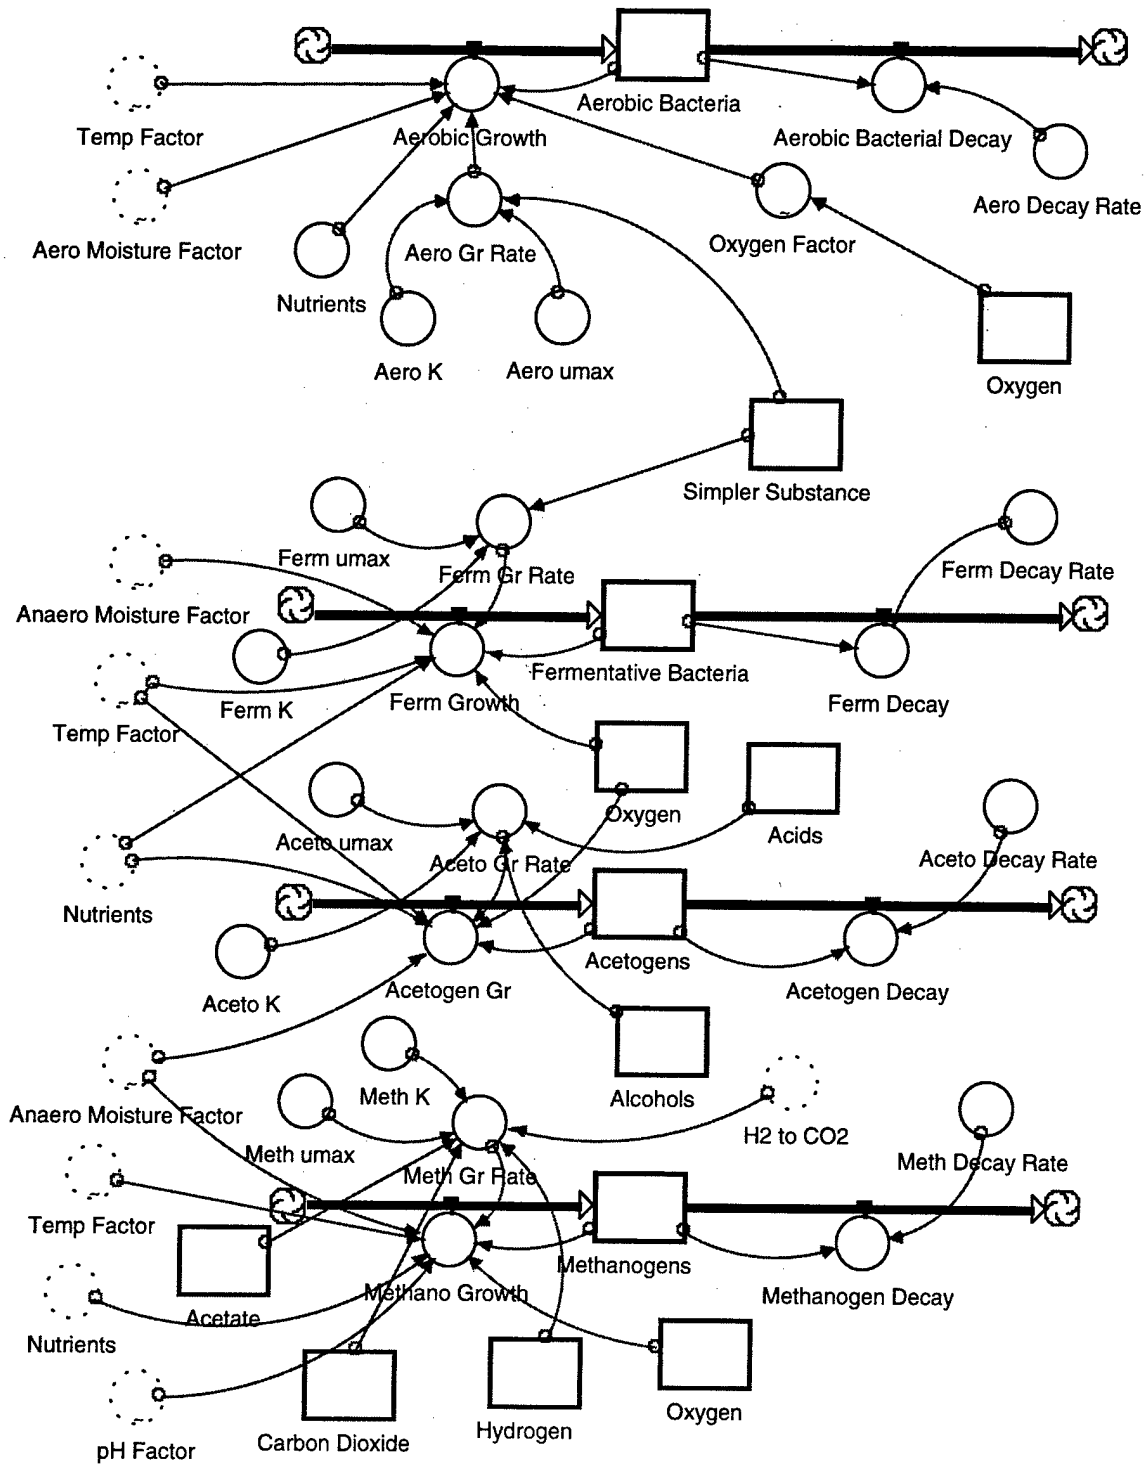 Aerobic Bacteria
Temp Factor
Aerobic Growth
Aerobic Bacterial Decay
Aero Decay Rate
Aero Moisture Factor
Aero Gr Rate
Oxygen Factor
Nutrients
Aero K
Aero umax
Oxygen
Simpler Substance
Ferm umax
Ferm Gr Rate
Ferm Decay Rate
Anaero Moisture Factor
Fermentative Bacteria
Ferm K
Ferm Growth
Ferm Decay
Temp Factor
Oxygen
Acids
Aceto umax
Aceto Gr Rate
Aceto Decay Rate
Nutrients
Acetogens
Aceto K
Acetogen Gr
Acetogen Decay
Alcohols
Meth K
Anaero Moisture Factor
H2 to CO2
Meth umax
Meth Gr Rate
Meth Decay Rate
Temp Factor
Methanogens
Methano Growth
Methanogen Decay
Acetate
Nutrients
Oxygen
Hydrogen
Carbon Dioxide
pH Factor